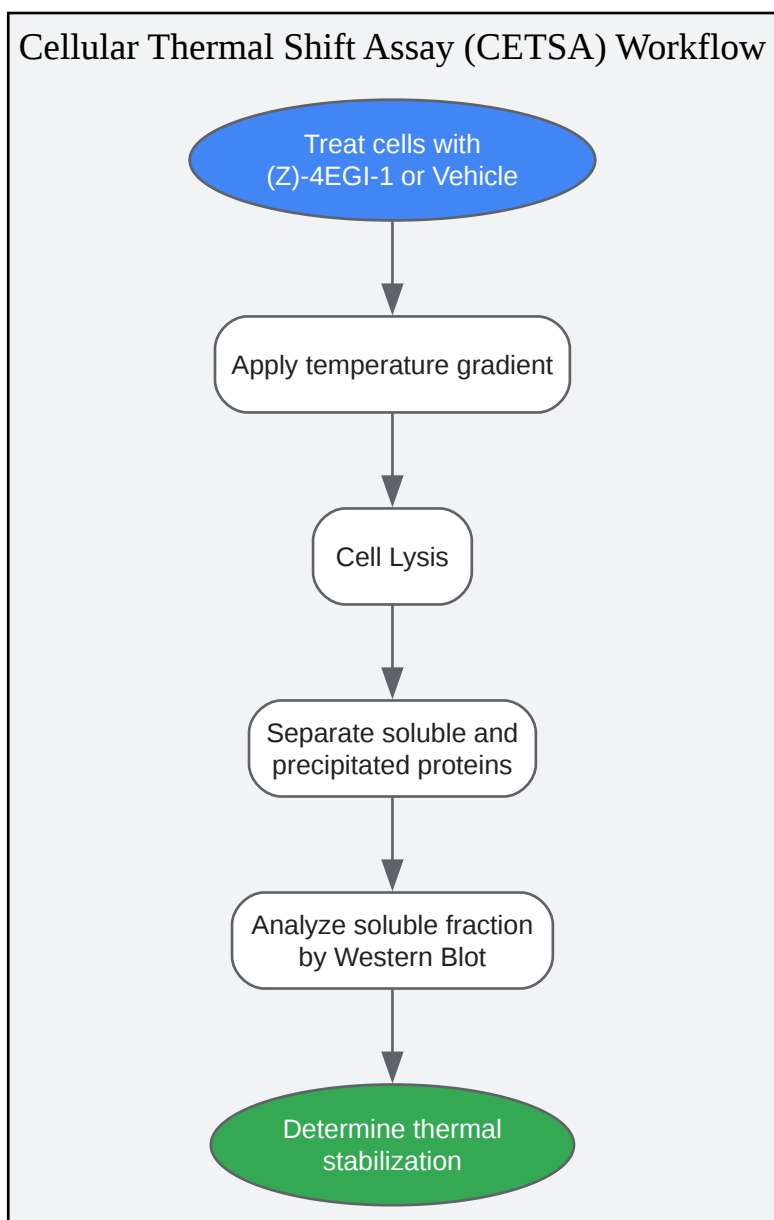 Cellular Thermal Shift Assay (CETSA) Workflow
Treat cells with
(Z)-4EGI-1 or Vehicle
Apply temperature gradient
Cell Lysis
Separate soluble and
precipitated proteins
Analyze soluble fraction
by Western Blot
Determine thermal
stabilization